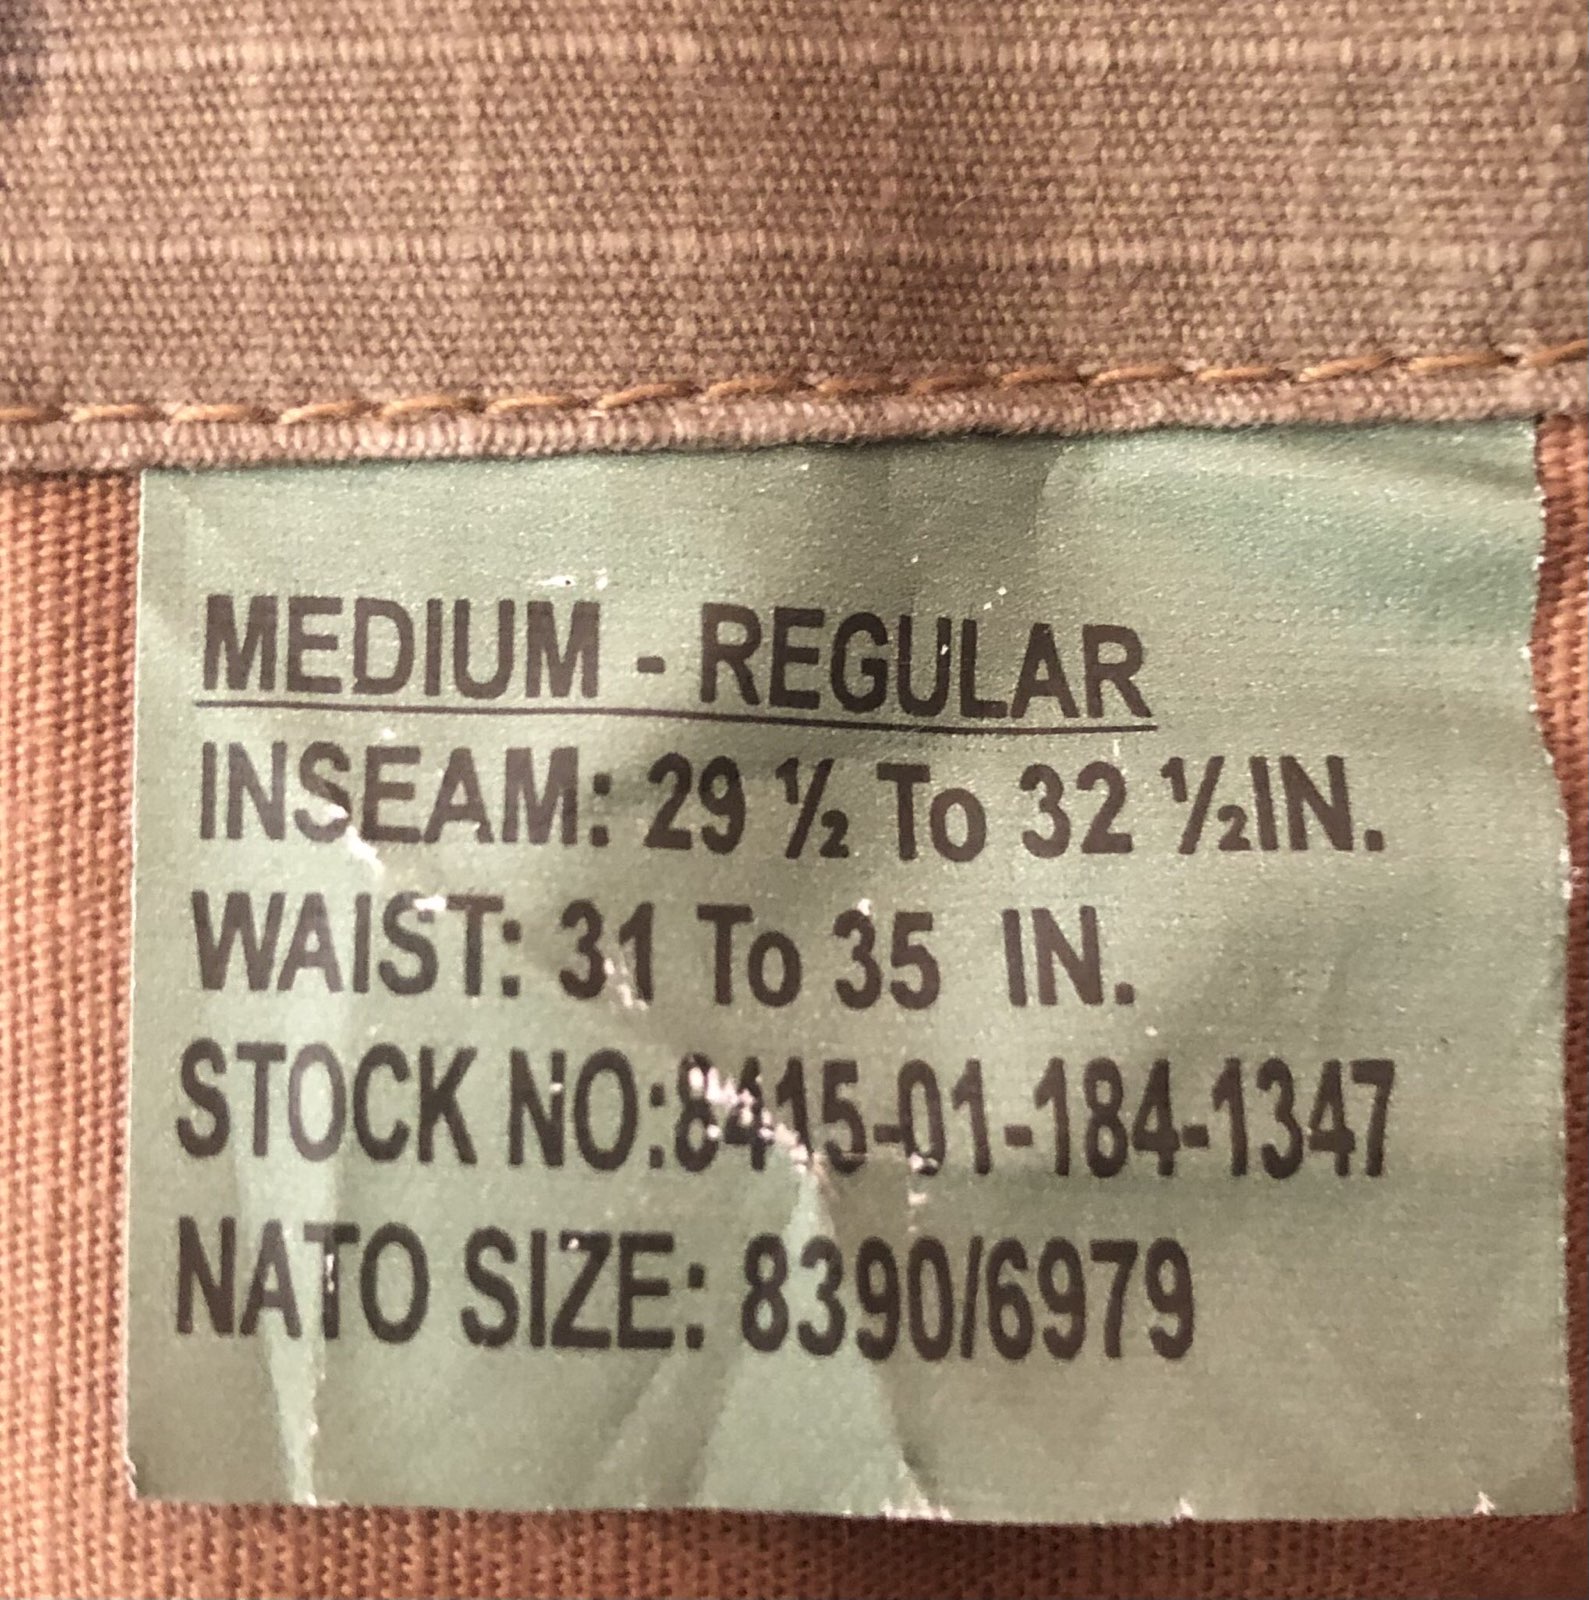 MEDIUM - REGULAR
INSEAM: 29 ½ To 32 ½IN.
WAIST: 31 To 35 IN.
STOCK NO:8415-01-184-1347
NATO SIZE: 8390/6979